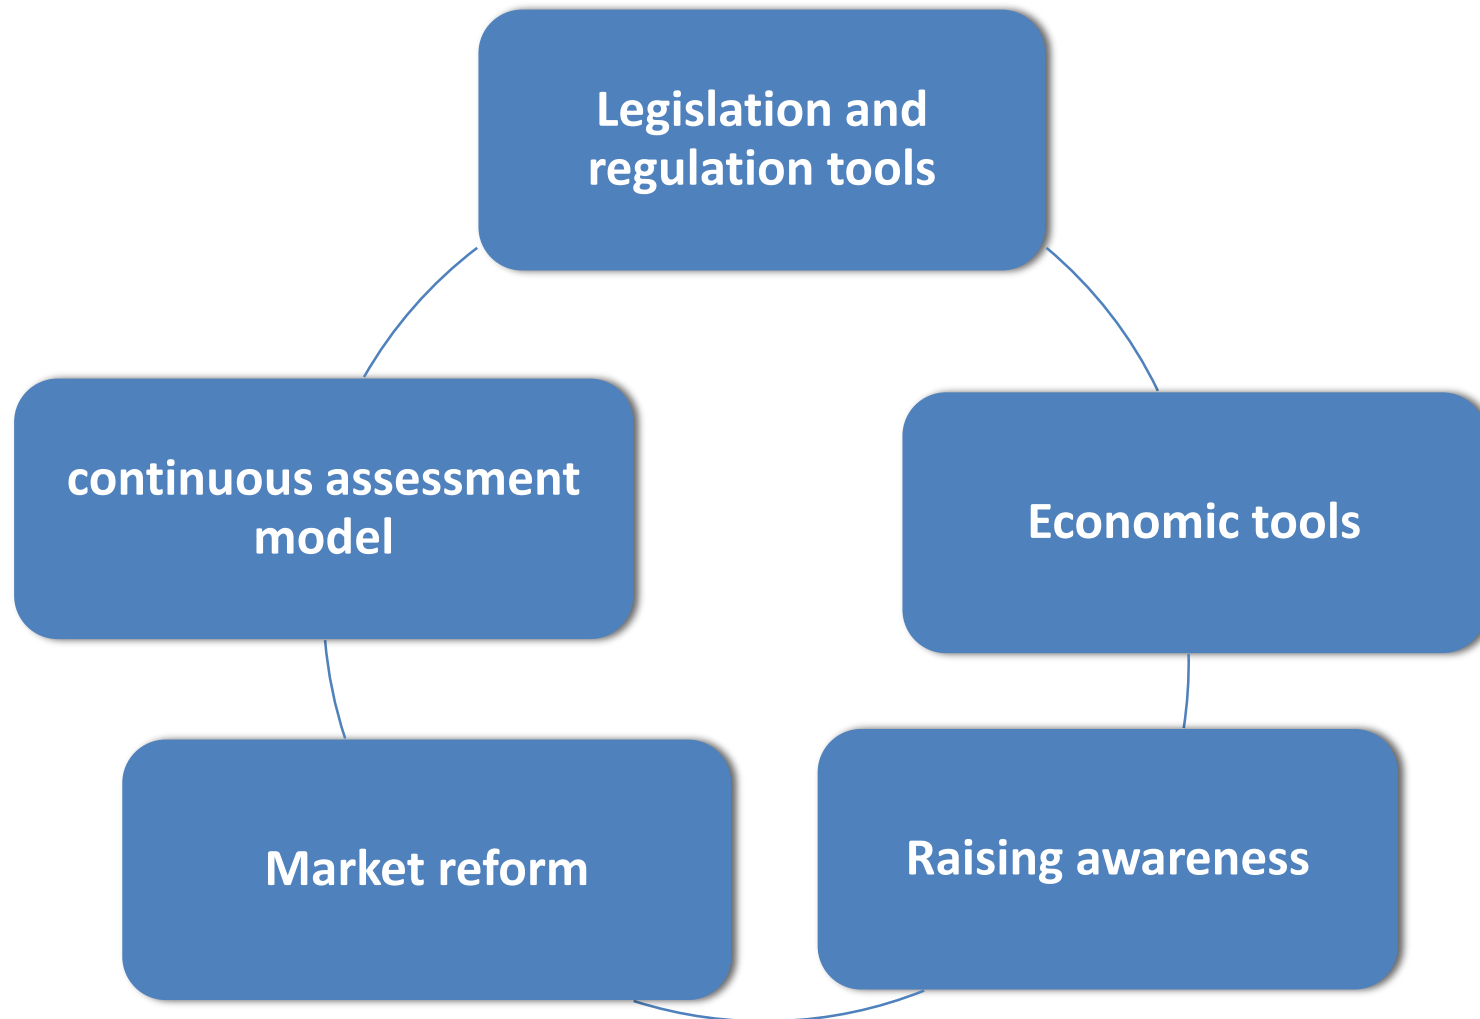 Legislation and
regulation tools
continuous assessment
model
Economic tools
Market reform
Raising awareness